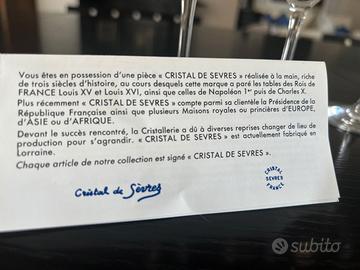 Vous êtes en possession d'une pièce « CRISTAL DE SEVRES » réalisée à la main, riche
de trois siècles d'histoire, au cours desquels cette marque a paré les tables des Rois de
FRANCE Louis XV et Louis XVI, ainsi que celles de Napoléon 1er puis de Charles X.
Plus récemment « CRISTAL DE SEVRES » compte parmi sa clientèle la Présidence de la
République Française ainsi que plusieurs Maisons royales ou princières d'EUROPE,
d'ASIE ou d'AFRIQUE.
Devant le succès rencontré, la Cristallerie a dû à diverses reprises changer de lieu de
production pour s'agrandir. « CRISTAL DE SEVRES » est actuellement fabriqué en
Lorraine.
Chaque article de notre collection est signé « CRISTAL DE SEVRES ».
Cristal de Sèvres
CRISTAL
SEVRES
FRANCE
subito